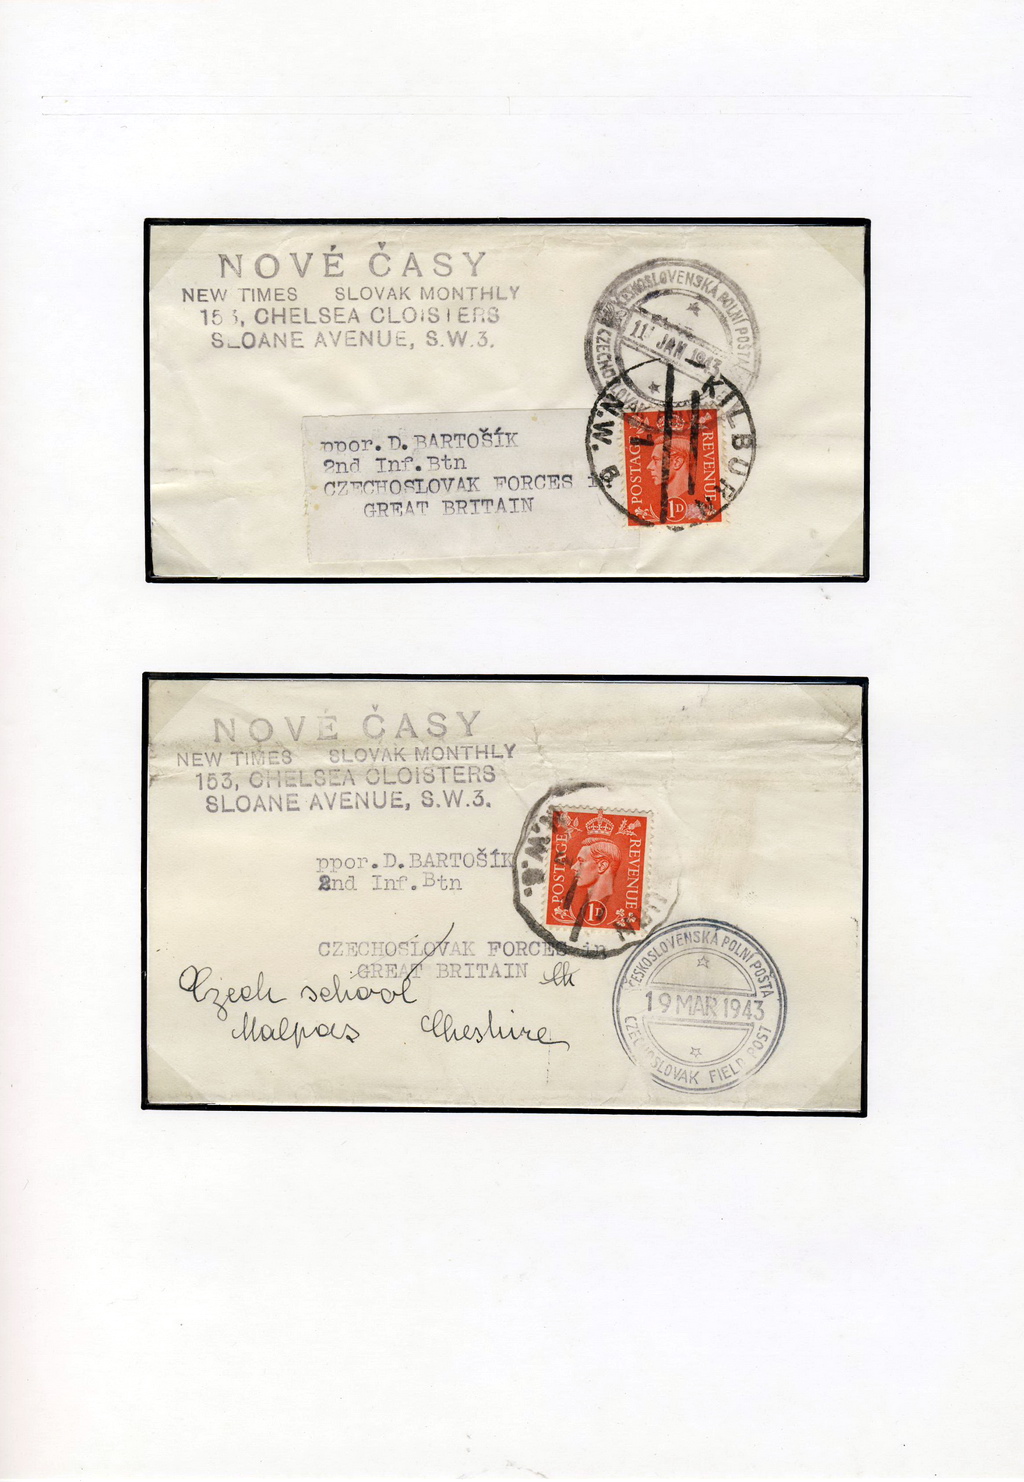 NOVÉ ČASY
NEW TIMES SLOVAK MONTHLY
153, CHELSEA CLOISTERS
SLOANE AVENUE, S.W.3.
ČESKOSLOVENSKÁ POLNÍ POŠTA
11 JAN 1943
KILBURN
N.W. 6.
POSTAGE REVENUE
1D
ppor. D. BARTOŠÍK
2nd Inf. Btn
CZECHOSLOVAK FORCES
GREAT BRITAIN
NOVÉ ČASY
NEW TIMES SLOVAK MONTHLY
153, CHELSEA CLOISTERS
SLOANE AVENUE, S.W.3.
N.W.
POSTAGE REVENUE
1D
ppor. D. BARTOŠÍK
2nd Inf. Btn
CZECHOSLOVAK FORCES in
GREAT BRITAIN
Czech school
Malpas Cheshire
ČESKOSLOVENSKÁ POLNÍ POŠTA
19 MAR 1943
CZECHOSLOVAK FIELD POST